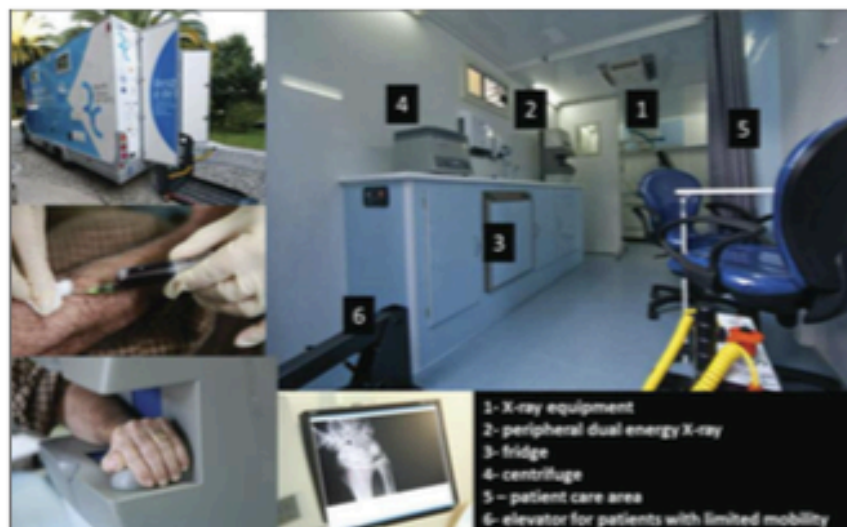 4
2
1
5
3
6
1- X-ray equipment
2- peripheral dual energy X-ray
3- fridge
4- centrifuge
5 – patient care area
6- elevator for patients with limited mobility